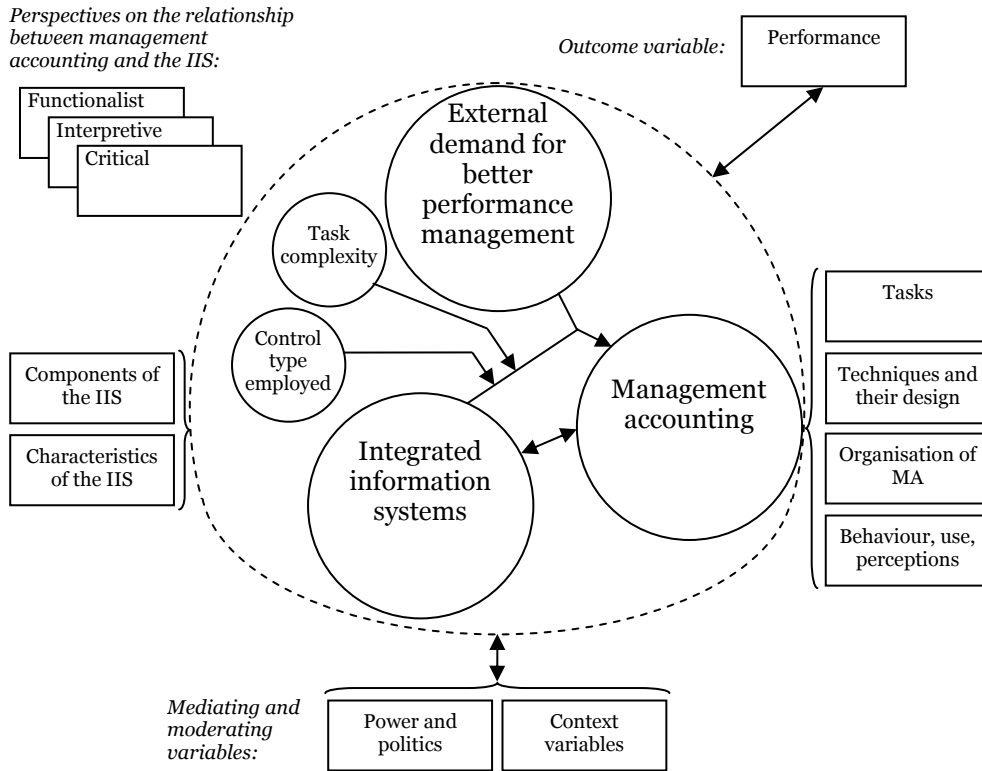 Perspectives on the relationship
between management
accounting and the IIS:
Functionalist
Interpretive
Critical
Outcome variable:
Performance
External
demand for
better
performance
management
Task
complexity
Control
type
employed
Management
accounting
Integrated
information
systems
Components of
the IIS
Characteristics
of the IIS
Tasks
Techniques and
their design
Organisation of
MA
Behaviour, use,
perceptions
Mediating and
moderating
variables:
Power and
politics
Context
variables